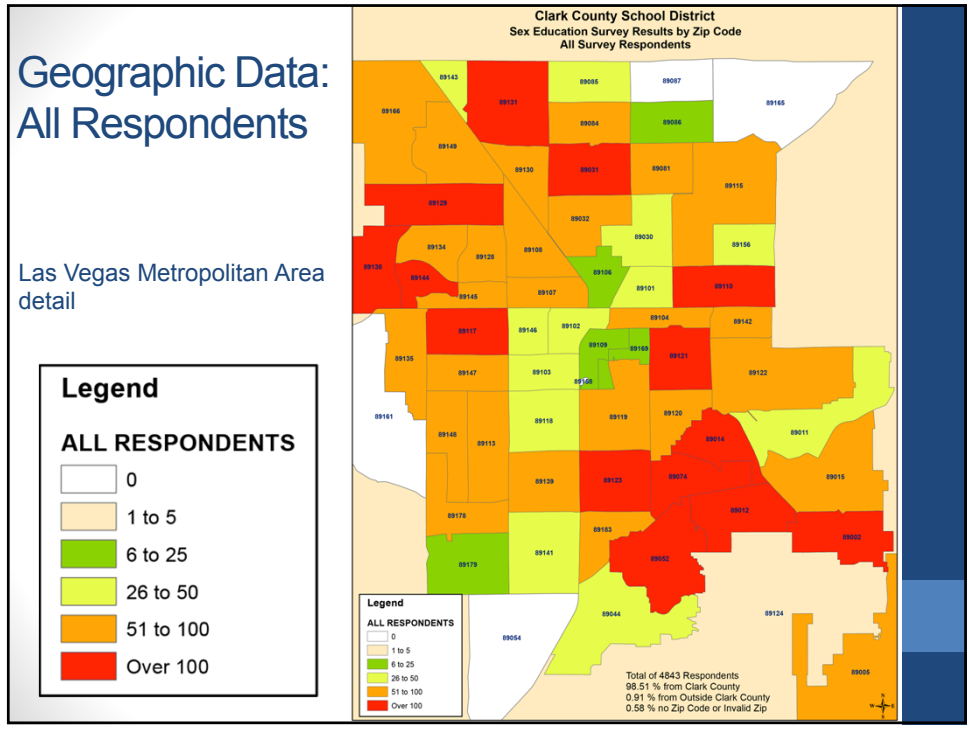 Geographic Data:
All Respondents
Las Vegas Metropolitan Area
detail
Legend
ALL RESPONDENTS
0
1 to 5
6 to 25
26 to 50
51 to 100
Over 100
Clark County School District
Sex Education Survey Results by Zip Code
All Survey Respondents
89143
89085
89087
89165
89131
89166
89084
89086
89149
89130
89031
89081
89115
89129
89032
89030
89156
89134
89128
89108
89138
89144
89106
89101
89110
89145
89107
89117
89146
89102
89104
89142
89109
89169
89121
89135
89147
89103
89122
89161
89118
89119
89120
89148
89113
89014
89011
89139
89123
89074
89015
89178
89012
89183
89002
89179
89141
89052
89054
89044
89124
89005
Legend
ALL RESPONDENTS
0
1 to 5
6 to 25
26 to 50
51 to 100
Over 100
Total of 4843 Respondents
98.51 % from Clark County
0.91 % from Outside Clark County
0.58 % no Zip Code or Invalid Zip
N
W
E
S